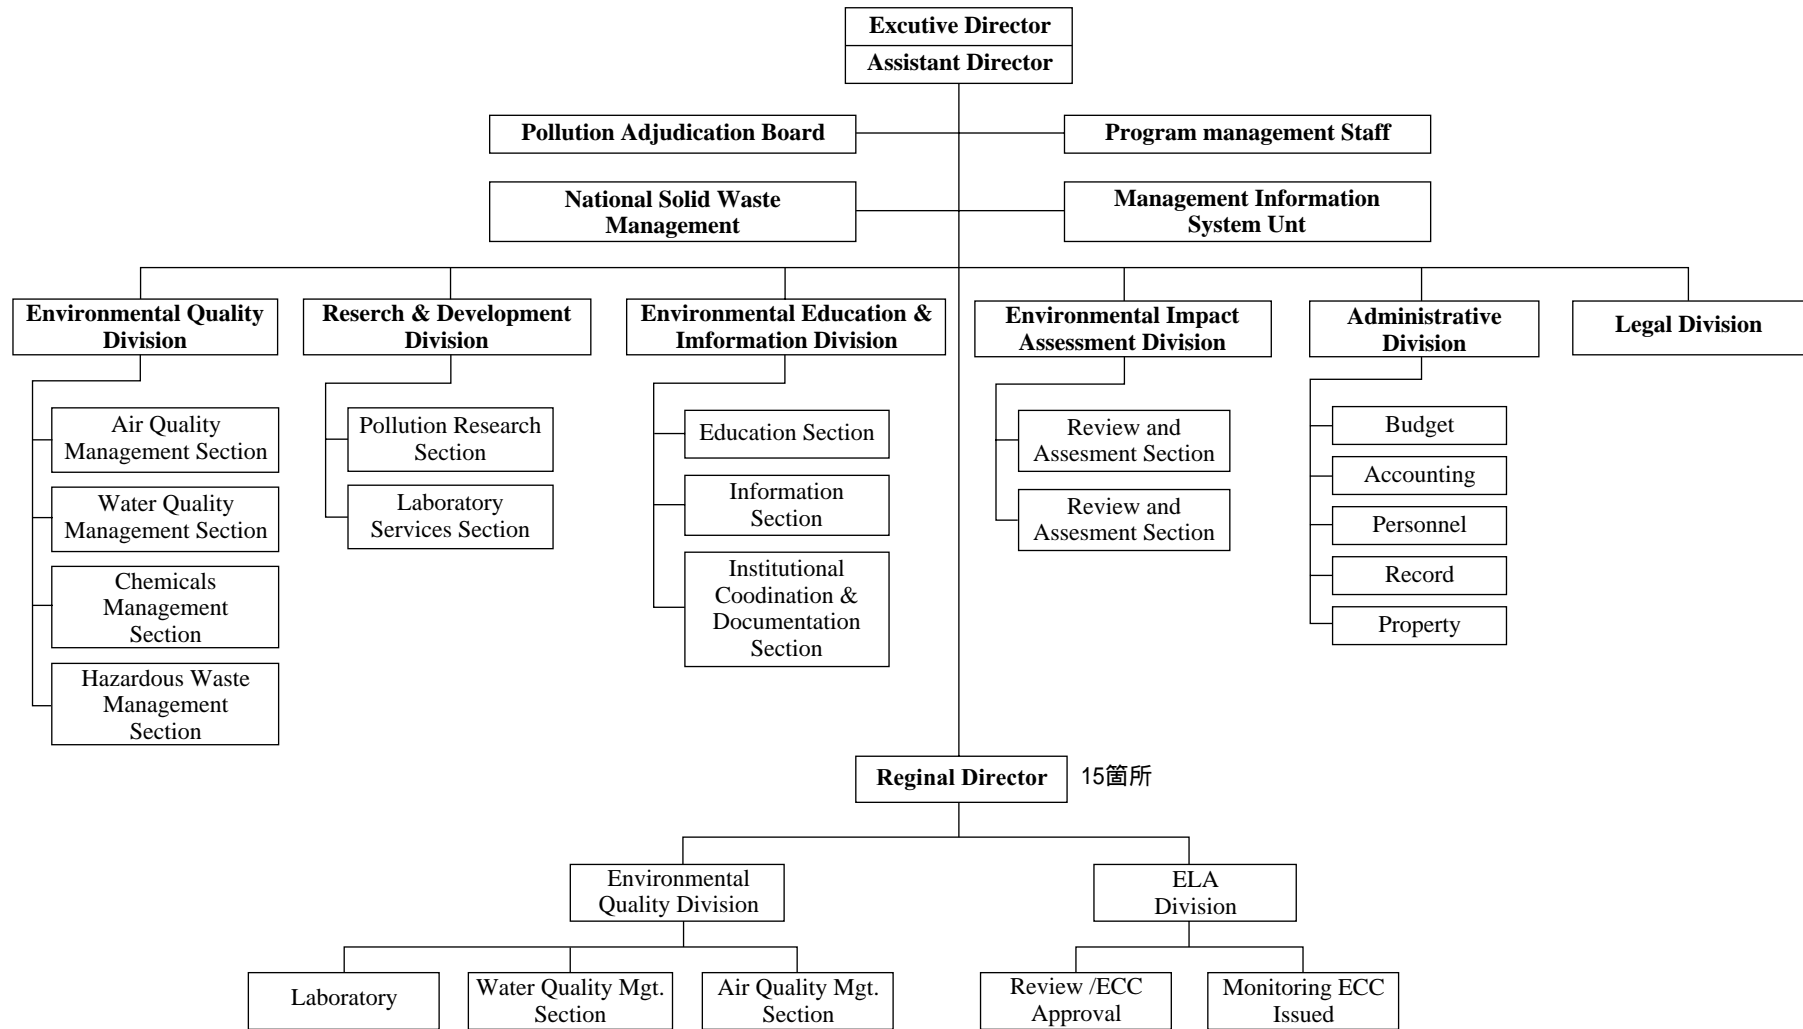 Excutive Director
Assistant Director
Pollution Adjudication Board
Program management Staff
National Solid Waste
Management
Management Information
System Unt
Environmental Quality
Division
Reserch & Development
Division
Environmental Education &
Imformation Division
Environmental Impact
Assessment Division
Administrative
Division
Legal Division
Air Quality
Management Section
Water Quality
Management Section
Chemicals
Management
Section
Hazardous Waste
Management
Section
Pollution Research
Section
Laboratory
Services Section
Education Section
Information
Section
Institutional
Coodination &
Documentation
Section
Review and
Assesment Section
Review and
Assesment Section
Budget
Accounting
Personnel
Record
Property
Reginal Director
15箇所
Environmental
Quality Division
ELA
Division
Laboratory
Water Quality Mgt.
Section
Air Quality Mgt.
Section
Review /ECC
Approval
Monitoring ECC
Issued